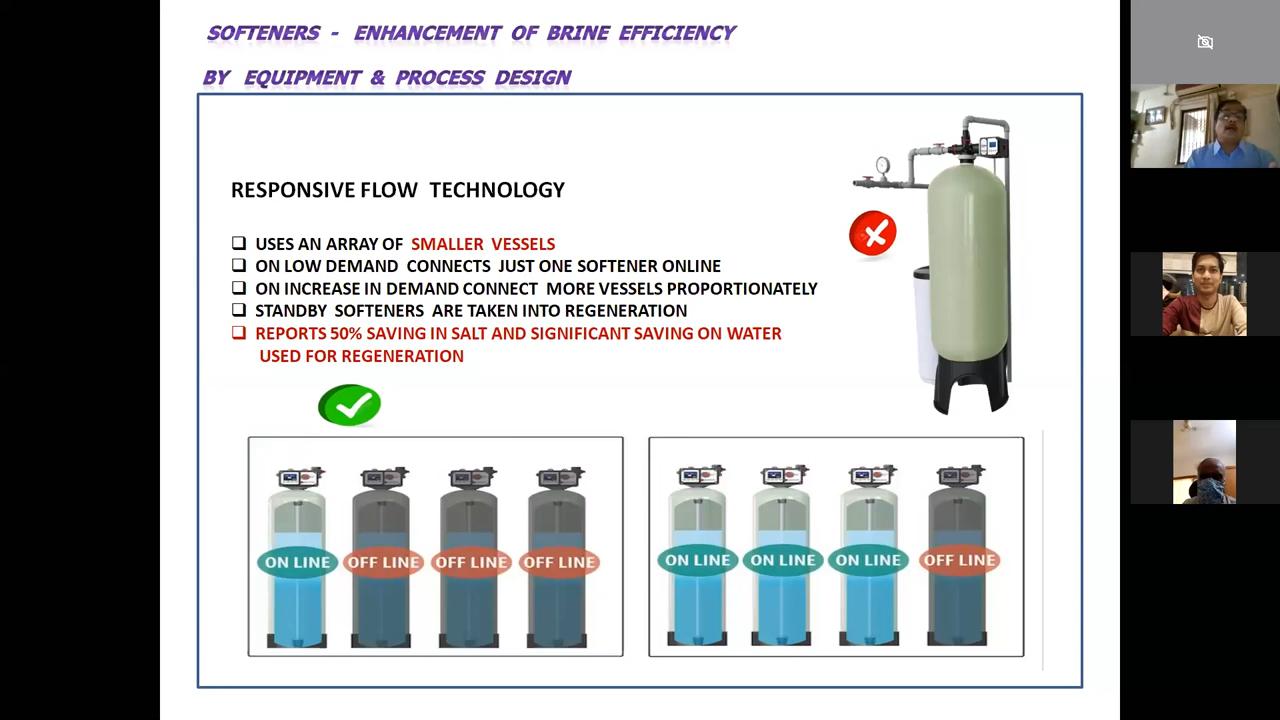 SOFTENERS - ENHANCEMENT OF BRINE EFFICIENCY
BY EQUIPMENT & PROCESS DESIGN
RESPONSIVE FLOW TECHNOLOGY
USES AN ARRAY OF SMALLER VESSELS
ON LOW DEMAND CONNECTS JUST ONE SOFTENER ONLINE
ON INCREASE IN DEMAND CONNECT MORE VESSELS PROPORTIONATELY
STANDBY SOFTENERS ARE TAKEN INTO REGENERATION
REPORTS 50% SAVING IN SALT AND SIGNIFICANT SAVING ON WATER
USED FOR REGENERATION
ON LINE OFF LINE OFF LINE OFF LINE
ON LINE ON LINE ON LINE OFF LINE